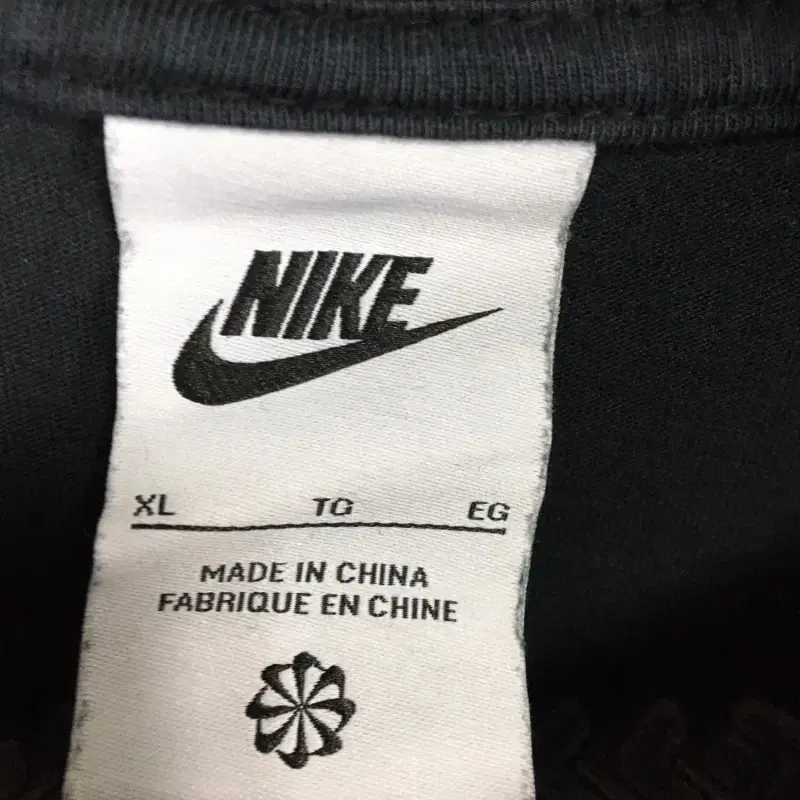 NIKE
XL TG EG
MADE IN CHINA
FABRIQUE EN CHINE